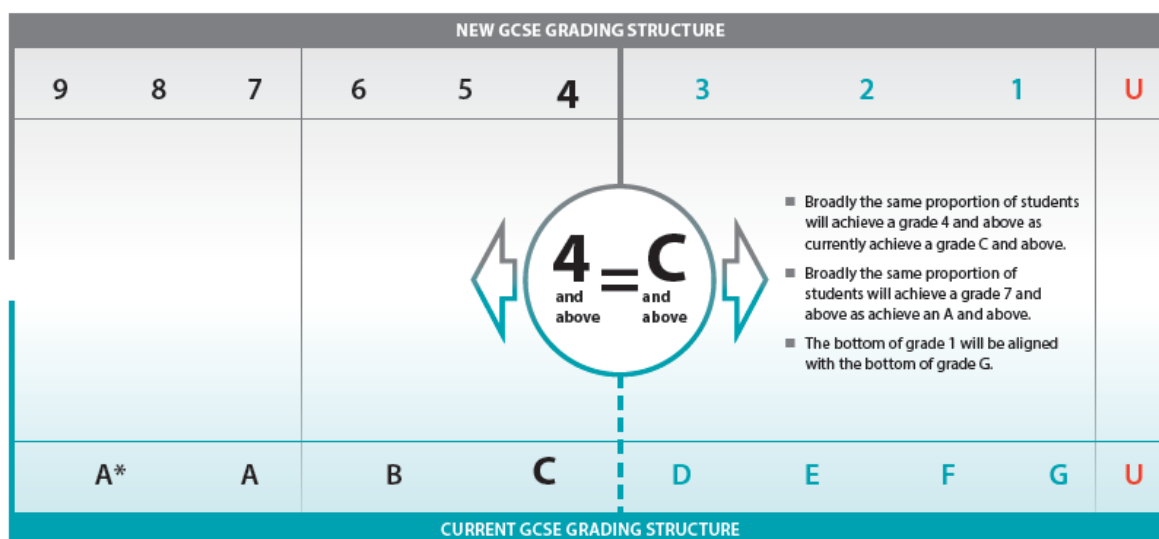 NEW GCSE GRADING STRUCTURE
9 8 7 6 5 4 3 2 1 U
4 = C
and and
above above
■ Broadly the same proportion of students
will achieve a grade 4 and above as
currently achieve a grade C and above.
■ Broadly the same proportion of
students will achieve a grade 7 and
above as achieve an A and above.
■ The bottom of grade 1 will be aligned
with the bottom of grade G.
A* A B C D E F G U
CURRENT GCSE GRADING STRUCTURE